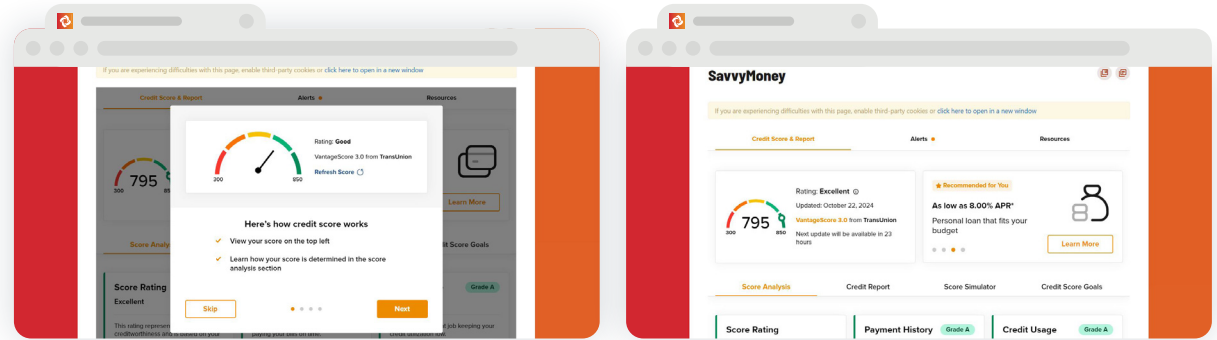 If you are experiencing difficulties with this page, enable third-party cookies or click here to open in a new window
Credit Score & Report
Alerts
Resources
Rating: Good
VantageScore 3.0 from TransUnion
Refresh Score
300
850
795
300
Learn More
Here's how credit score works
View your score on the top left
Learn how your score is determined in the score
analysis section
Skip
Next
Score Rating
Excellent
Grade A
SavvyMoney
If you are experiencing difficulties with this page, enable third-party cookies or click here to open in a new window
Credit Score & Report
Alerts
Resources
795
300
850
Rating: Excellent
Updated: October 22, 2024
VantageScore 3.0 from TransUnion
Next update will be available in 23
hours
Recommended for You
As low as 8.00% APR*
Personal loan that fits your
budget
Learn More
Score Analysis
Credit Report
Score Simulator
Credit Score Goals
Score Rating
Payment History
Grade A
Credit Usage
Grade A